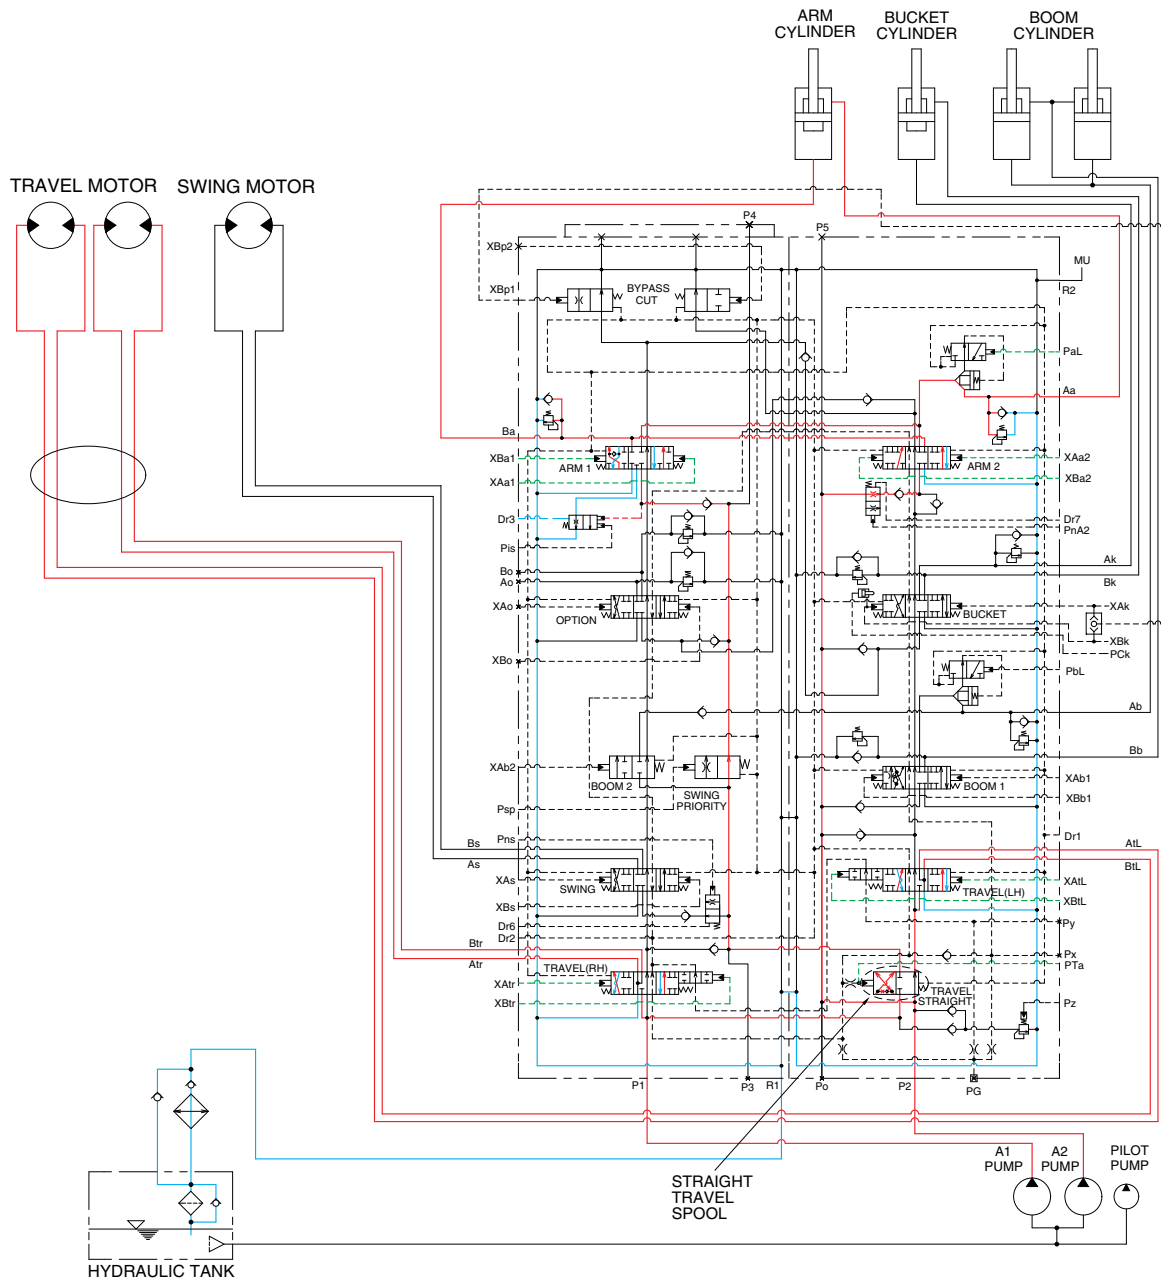 ARM
CYLINDER
BUCKET
CYLINDER
BOOM
CYLINDER
TRAVEL MOTOR
SWING MOTOR
P4
P5
XBp2
MU
XBp1
BYPASS
CUT
R2
PaL
Aa
Ba
XBa1
ARM 1
ARM 2
XAa2
XAa1
XBa2
Dr3
Dr7
PnA2
Pis
Bo
Ao
Ak
Bk
XAo
OPTION
BUCKET
XAk
XBk
PCk
XBo
PbL
Ab
Bb
XAb2
BOOM 2
SWING
PRIORITY
BOOM 1
XAb1
XBb1
Psp
Pns
Dr1
Bs
AtL
As
BtL
XAs
SWING
TRAVEL(LH)
XAtL
XBs
XBtL
Dr6
Py
Dr2
Btr
Px
Atr
TRAVEL(RH)
PTa
XAtr
TRAVEL
STRAIGHT
XBtr
Pz
P1
P3
R1
Po
P2
PG
A1
PUMP
A2
PUMP
PILOT
PUMP
STRAIGHT
TRAVEL
SPOOL
HYDRAULIC TANK